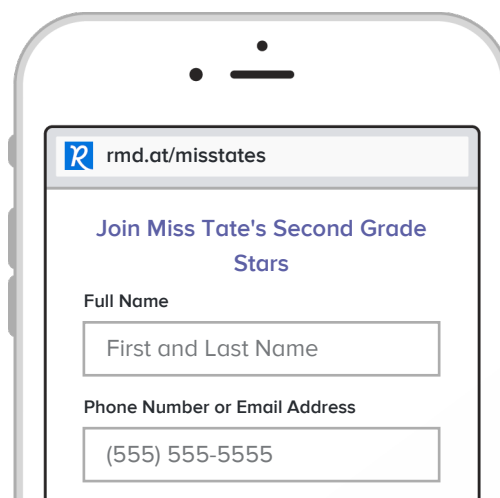 rmd.at/misstates
Join Miss Tate's Second Grade
Stars
Full Name
First and Last Name
Phone Number or Email Address
(555) 555-5555